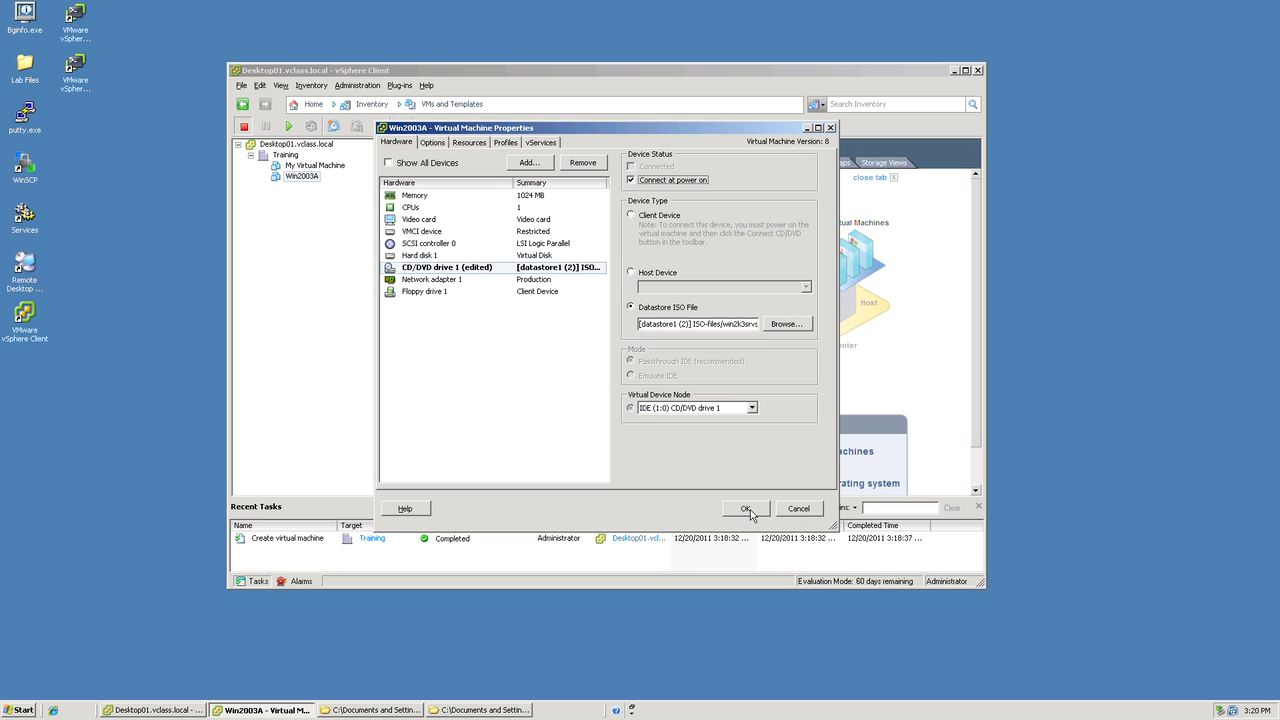 Bginfo.exe
VMware
vSpher...
Lab Files
VMware
vSpher...
putty.exe
WinSCP
Services
Remote
Desktop ...
VMware
vSphere Client
Desktop01.vclass.local - vSphere Client
File Edit View Inventory Administration Plug-ins Help
Home Inventory VMs and Templates
Search Inventory
Desktop01.vclass.local
Training
My Virtual Machine
Win2003A
Storage Views
close tab
Host
Win2003A - Virtual Machine Properties
Hardware Options Resources Profiles vServices
Virtual Machine Version: 8
Show All Devices
Add...
Remove
Hardware Summary
Memory 1024 MB
CPUs 1
Video card Video card
VMCI device Restricted
SCSI controller 0 LSI Logic Parallel
Hard disk 1 Virtual Disk
CD/DVD drive 1 (edited) [datastore1 (2)] ISO...
Network adapter 1 Production
Floppy drive 1 Client Device
Device Status
Connected
Connect at power on
Device Type
Client Device
Note: To connect this device, you must power on the
virtual machine and then click the Connect CD/DVD
button in the toolbar.
Host Device
Datastore ISO File
[datastore1 (2)] ISO-files/win2k3srvs
Browse...
Mode
Passthrough IDE (recommended)
Emulate IDE
Virtual Device Node
IDE (1:0) CD/DVD drive 1
Help
OK
Cancel
Recent Tasks
Clear
Name Target Completed Time
Create virtual machine Training Completed Administrator Desktop01.vcl... 12/20/2011 3:18:32 ... 12/20/2011 3:18:32 ... 12/20/2011 3:18:37 ...
Tasks Alarms
Evaluation Mode: 60 days remaining Administrator
Start
Desktop01.vclass.local - ...
Win2003A - Virtual M...
C:\Documents and Settin...
C:\Documents and Settin...
3:20 PM